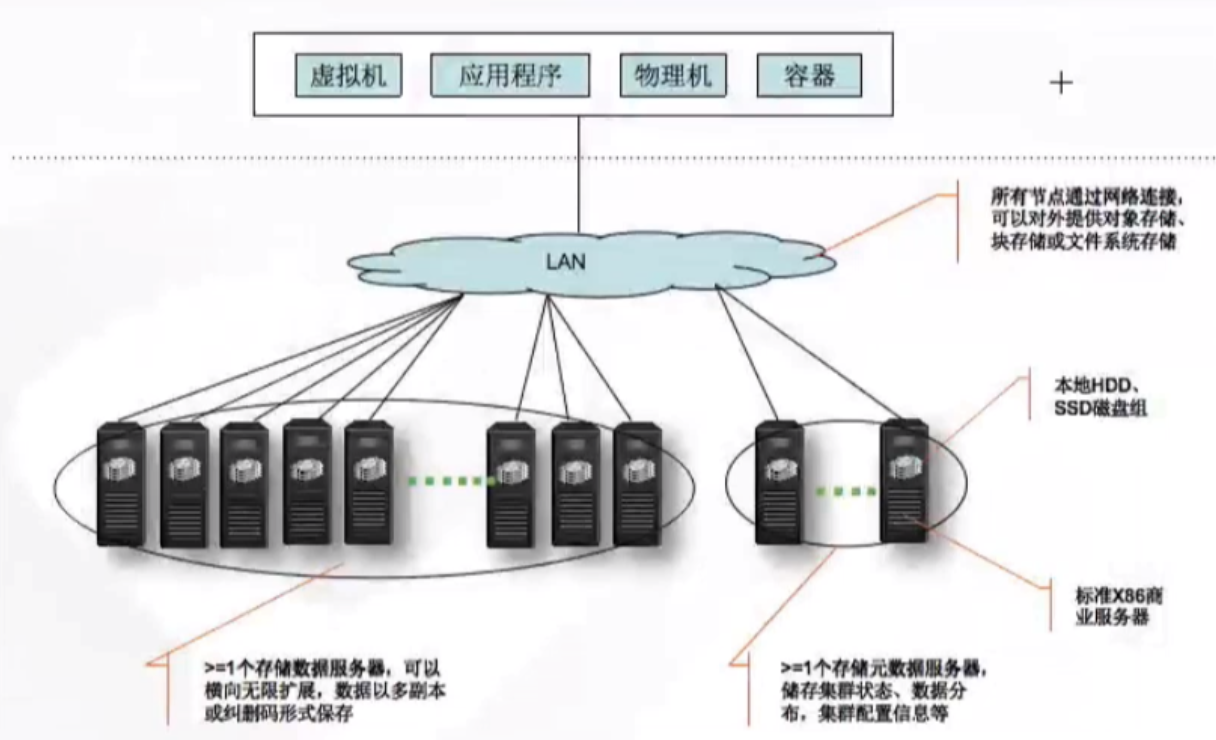 虚拟机 应用程序 物理机 容器
所有节点通过网络连接，
可以对外提供对象存储、
块存储或文件系统存储
LAN
本地HDD、
SSD磁盘组
标准X86商
业服务器
>=1个存储数据服务器，可以
横向无限扩展，数据以多副本
或纠删码形式保存
>=1个存储元数据服务器，
储存集群状态、数据分
布，集群配置信息等